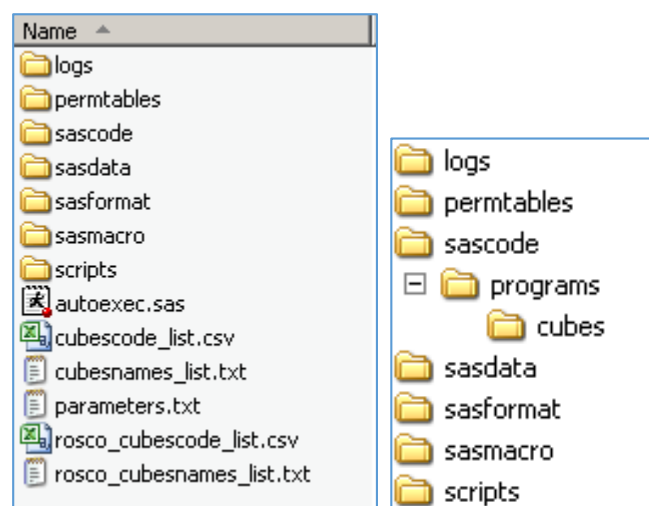 Name
logs
permtables
sascode
sasdata
sasformat
sasmacro
scripts
autoexec.sas
cubescode_list.csv
cubesnames_list.txt
parameters.txt
rosco_cubescode_list.csv
rosco_cubesnames_list.txt
logs
permtables
sascode
programs
cubes
sasdata
sasformat
sasmacro
scripts